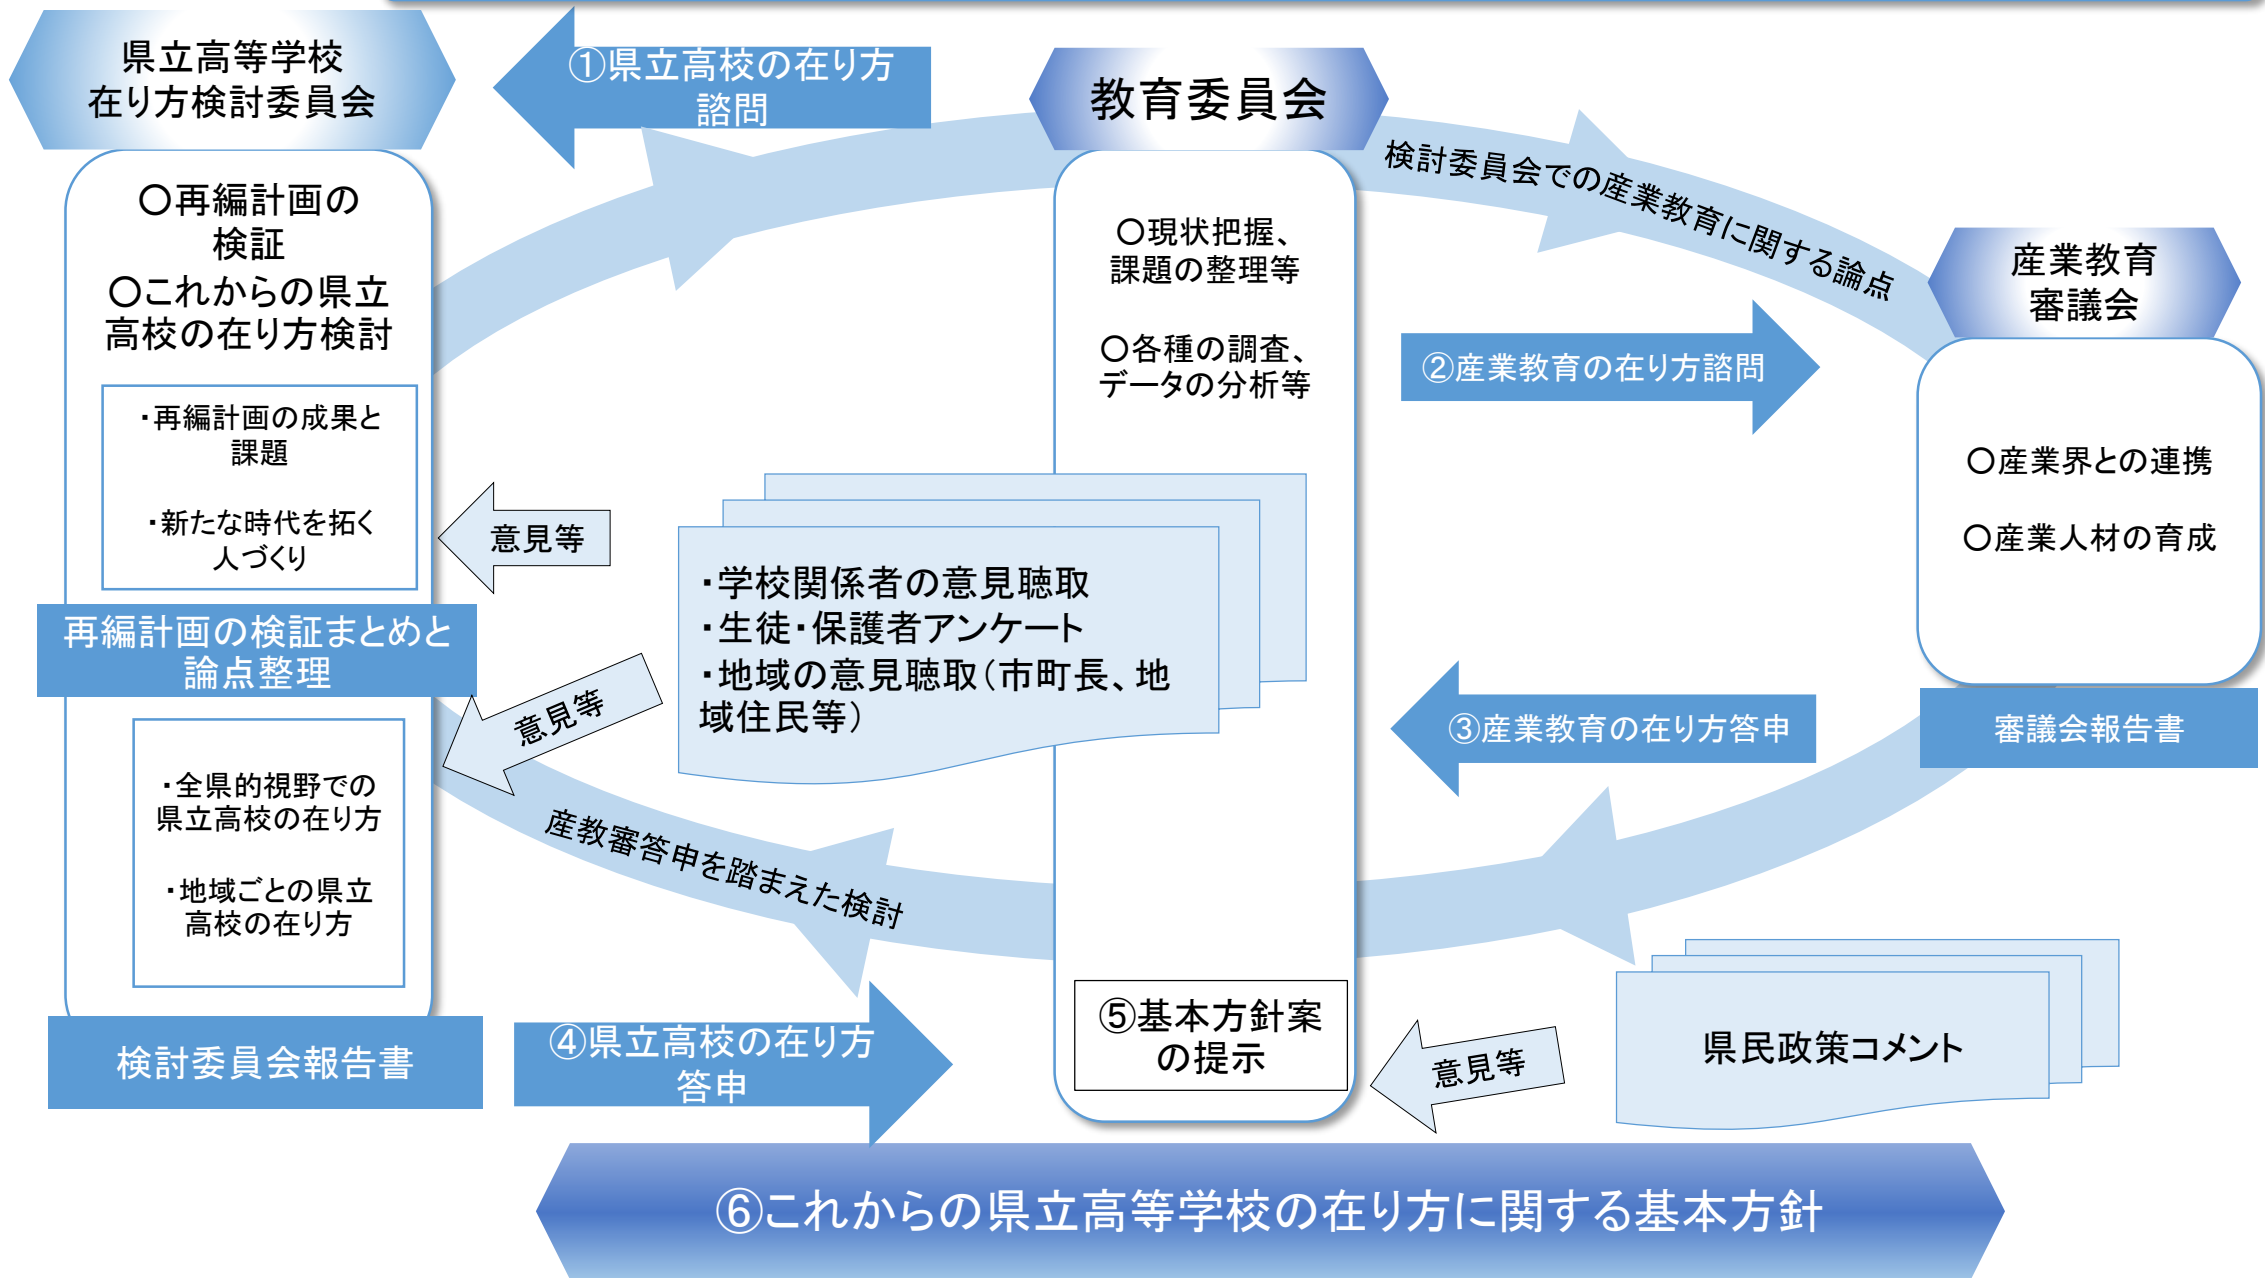 県立高等学校
在り方検討委員会
①県立高校の在り方
諮問
教育委員会
検討委員会での産業教育に関する論点
産業教育
審議会
〇再編計画の
検証
〇これからの県立
高校の在り方検討
・再編計画の成果と
課題
・新たな時代を拓く
人づくり
再編計画の検証まとめと
論点整理
・全県的視野での
県立高校の在り方
・地域ごとの県立
高校の在り方
検討委員会報告書
〇現状把握、
課題の整理等
〇各種の調査、
データの分析等
②産業教育の在り方諮問
〇産業界との連携
〇産業人材の育成
意見等
・学校関係者の意見聴取
・生徒・保護者アンケート
・地域の意見聴取(市町長、地
域住民等)
意見等
③産業教育の在り方答申
審議会報告書
産教審答申を踏まえた検討
④県立高校の在り方
答申
⑤基本方針案
の提示
意見等
県民政策コメント
⑥これからの県立高等学校の在り方に関する基本方針